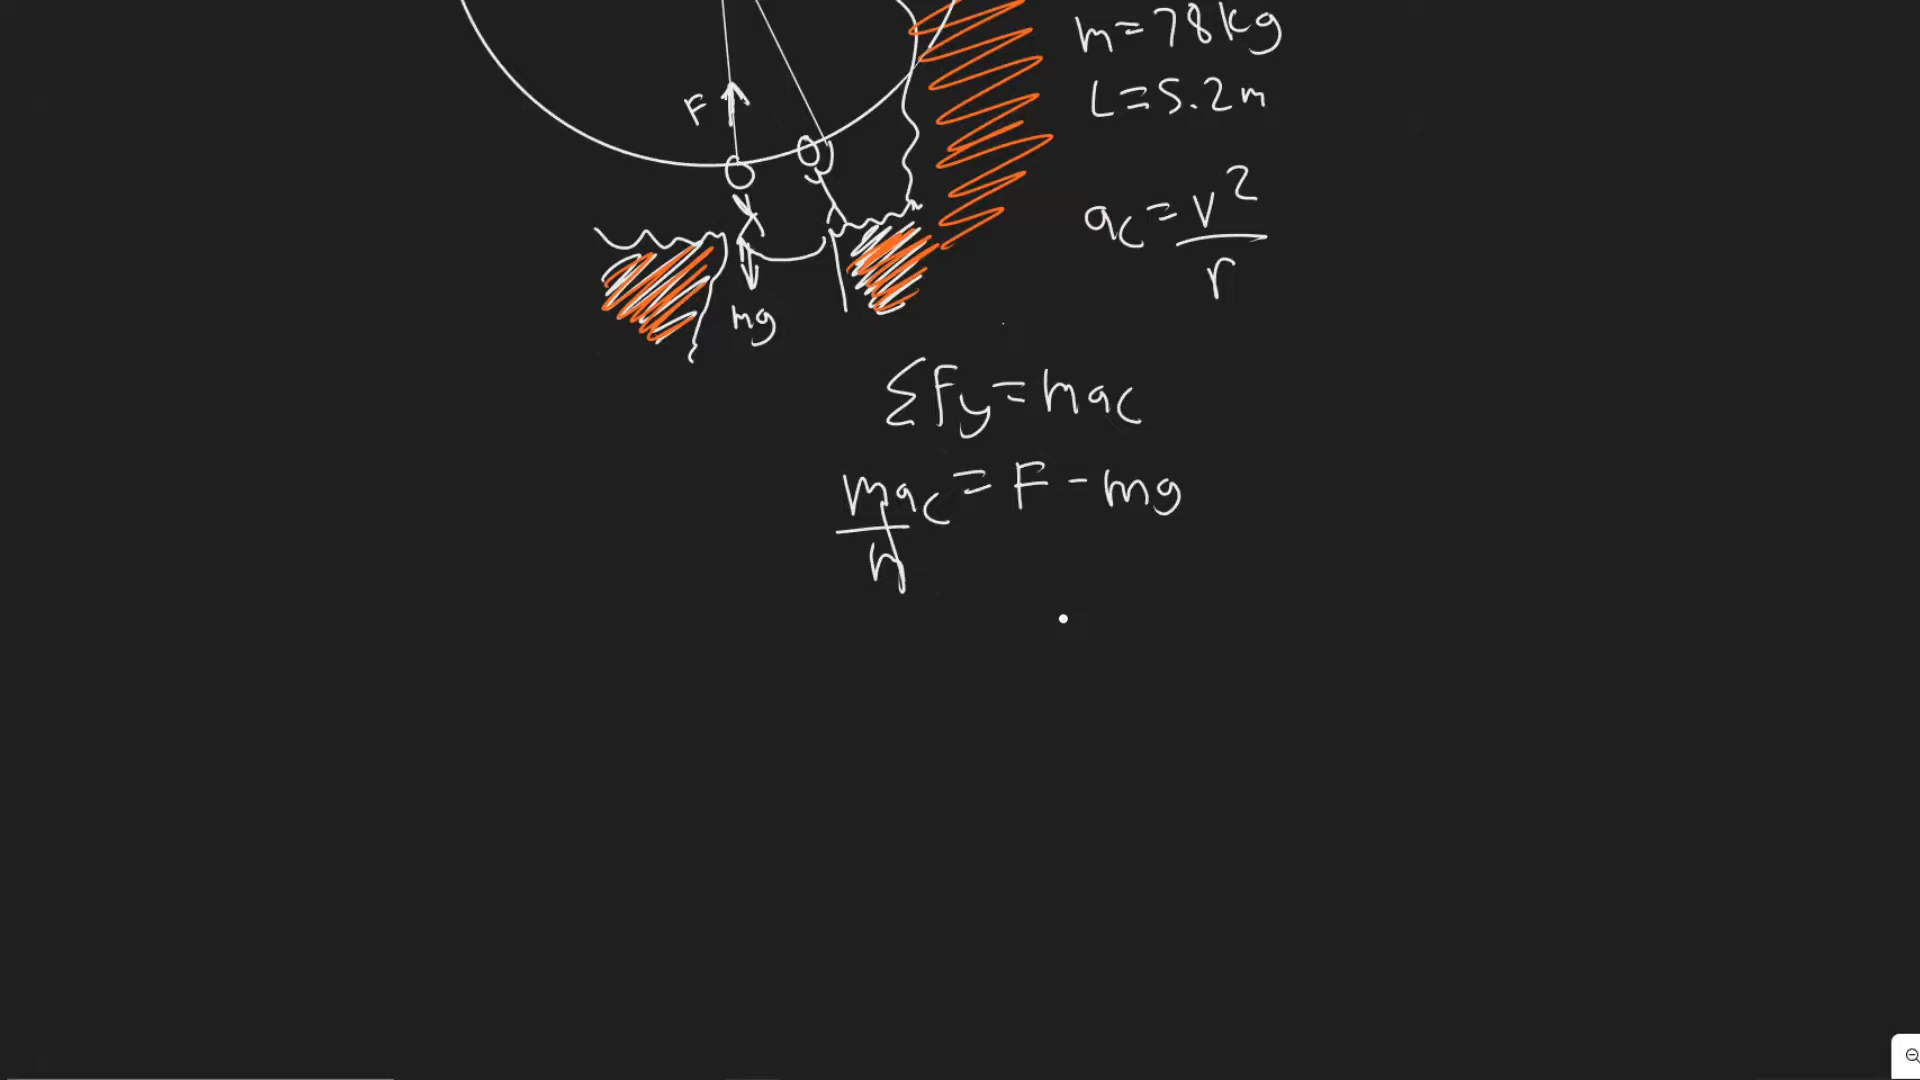 m=78kg
L=5.2m
F
ac=v²/r
mg
ΣFy=mac
mac/m=F-mg